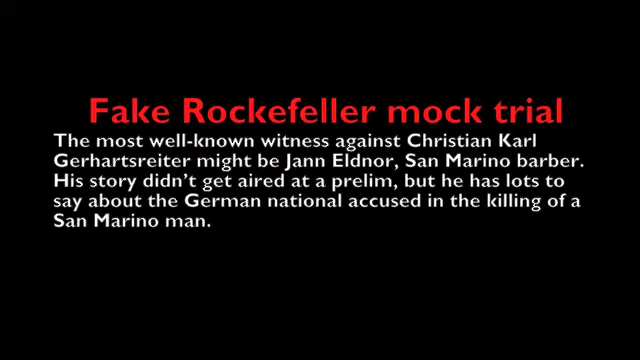 Fake Rockefeller mock trial
The most well-known witness against Christian Karl
Gerhartsreiter might be Jann Eldnor, San Marino barber.
His story didn’t get aired at a prelim, but he has lots to
say about the German national accused in the killing of a
San Marino man.